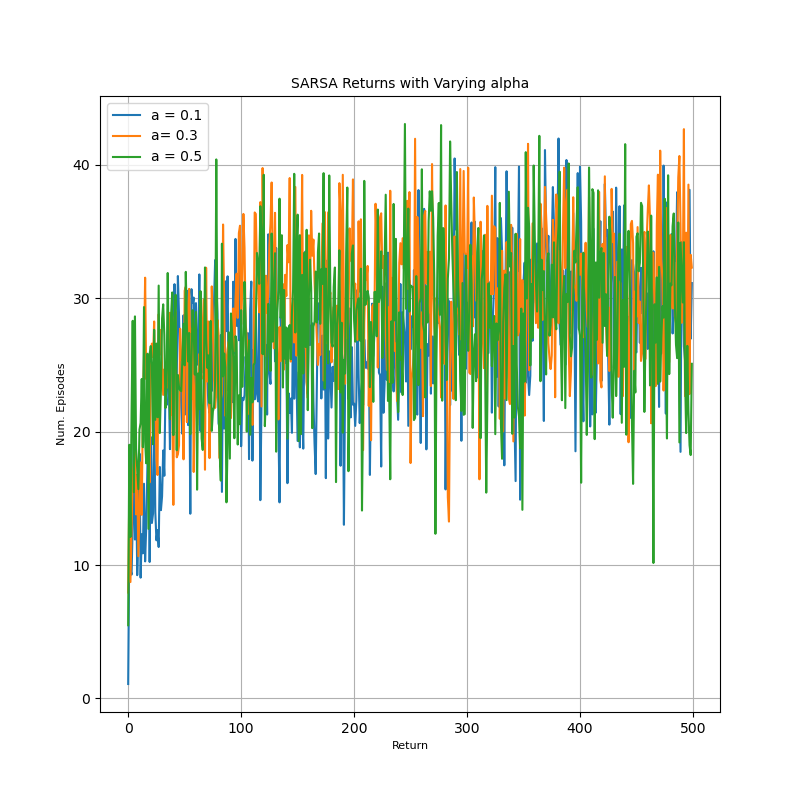 SARSA Returns with Varying alpha
a = 0.1
a= 0.3
a = 0.5
40
30
20
10
0
Num. Episodes
0 100 200 300 400 500
Return